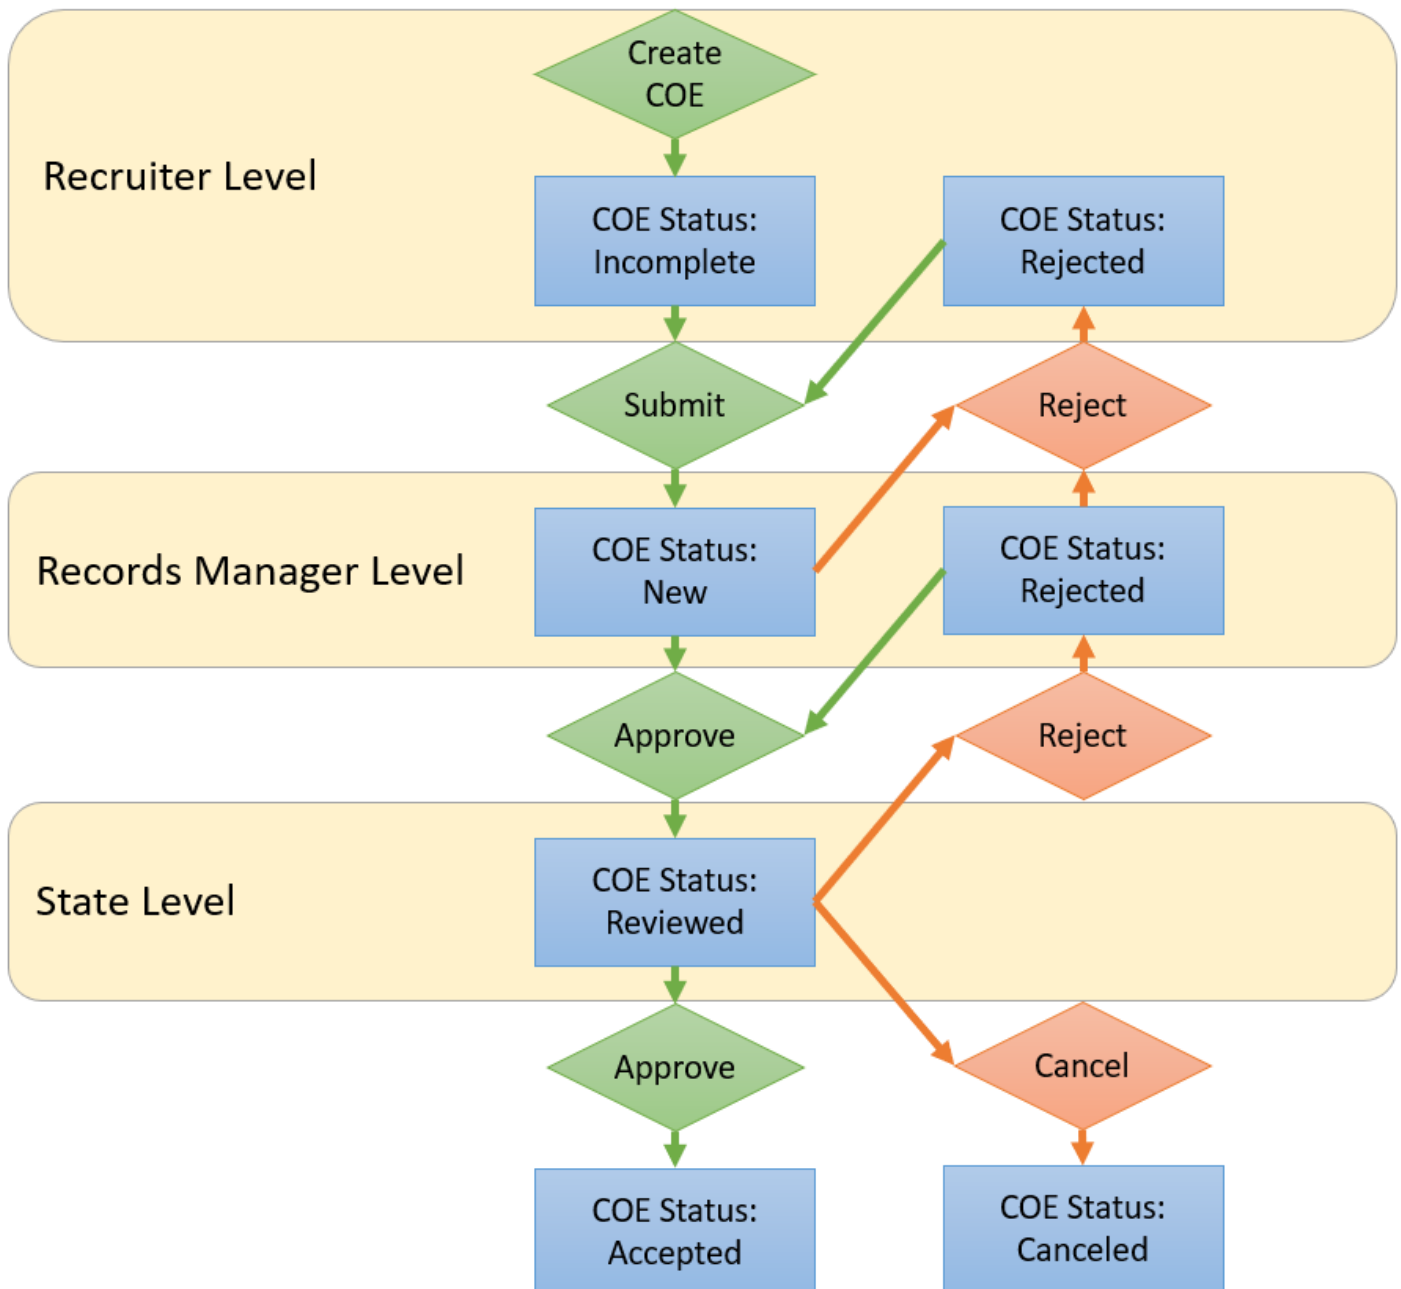 Create
COE
Recruiter Level
COE Status:
Incomplete
COE Status:
Rejected
Submit
Reject
Records Manager Level
COE Status:
New
COE Status:
Rejected
Approve
Reject
State Level
COE Status:
Reviewed
Approve
Cancel
COE Status:
Accepted
COE Status:
Canceled